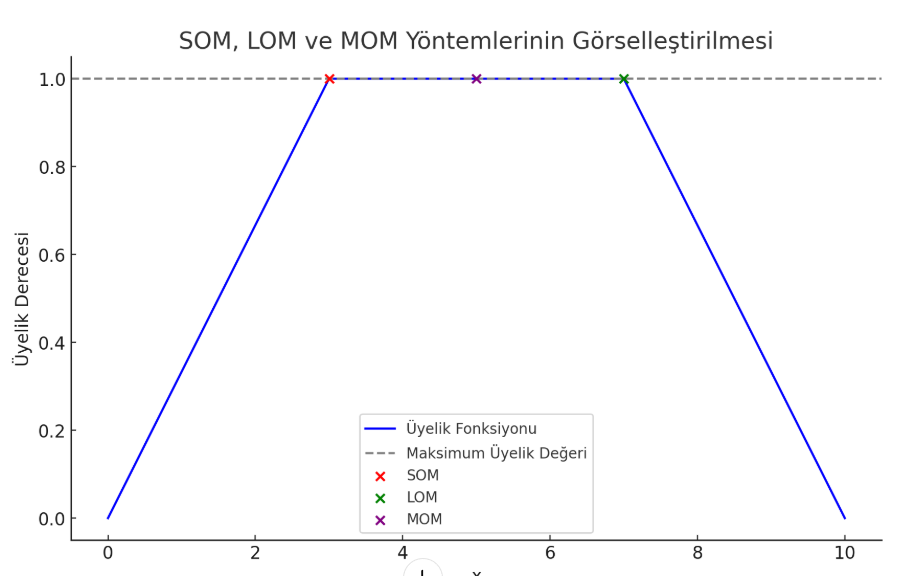 SOM, LOM ve MOM Yöntemlerinin Görselleştirilmesi
1.0
0.8
0.6
0.4
0.2
0.0
Üyelik Derecesi
Üyelik Fonksiyonu
Maksimum Üyelik Değeri
SOM
LOM
MOM
0 2 4 6 8 10
x